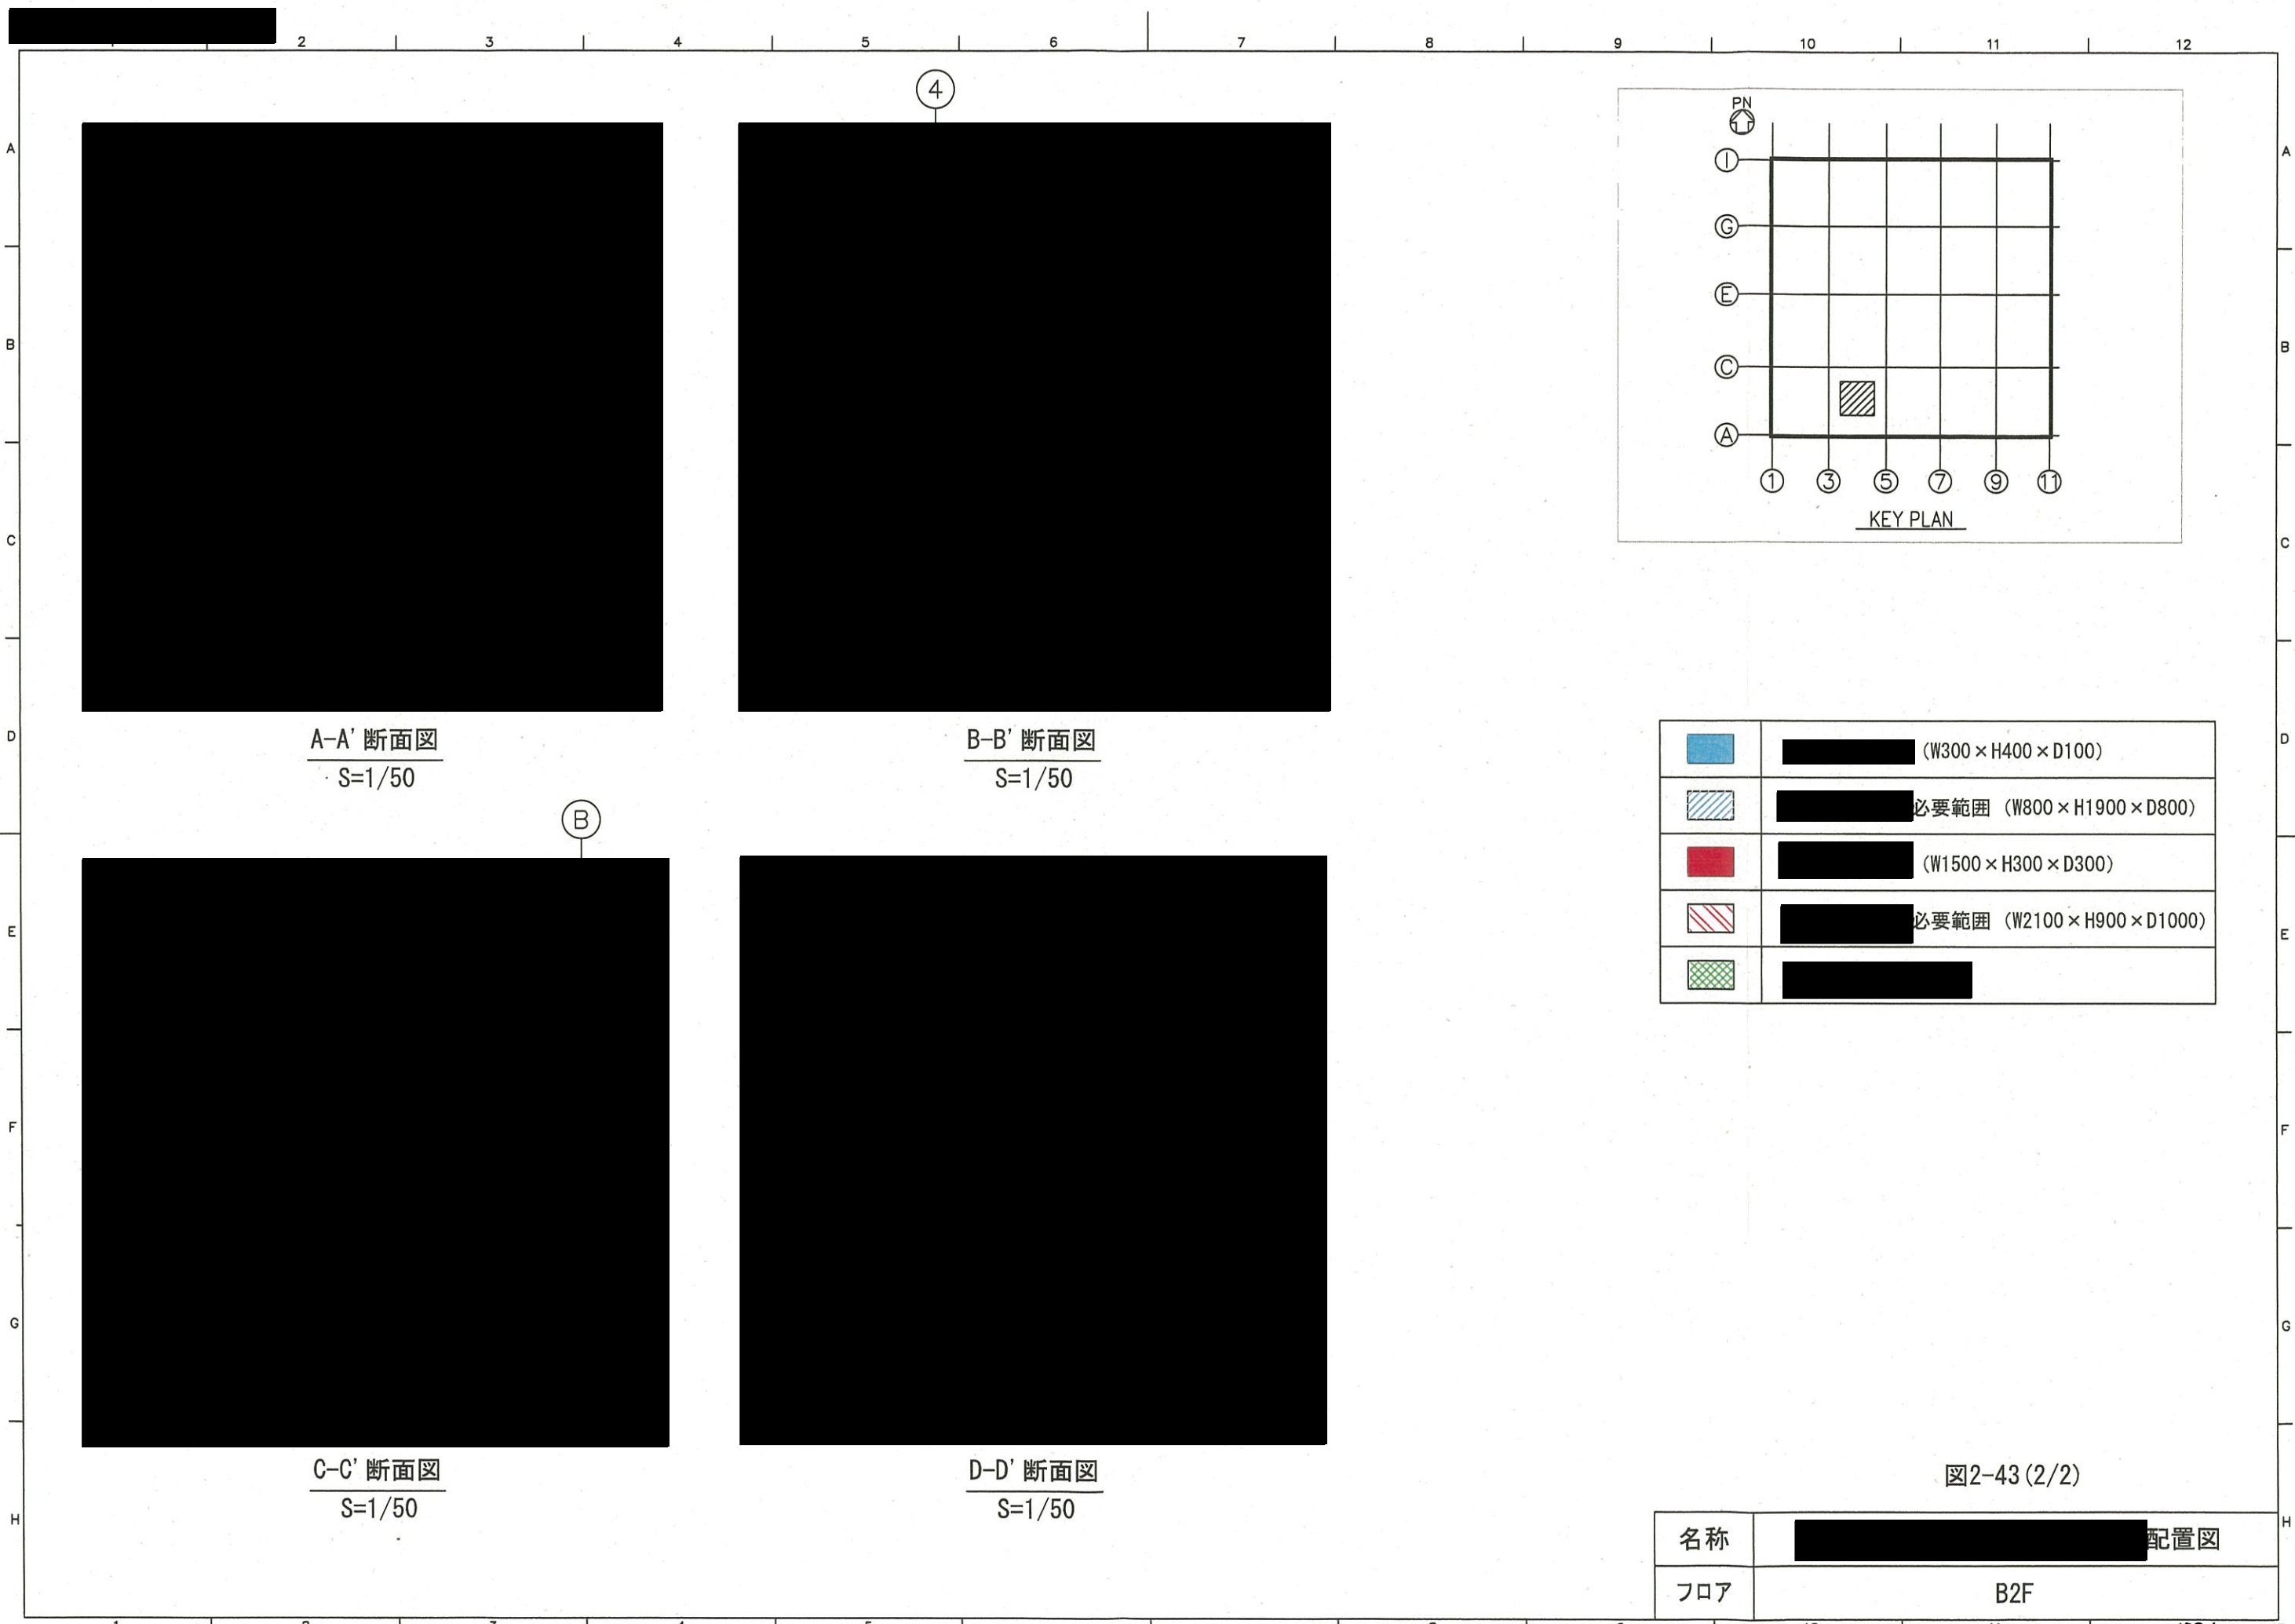 2 3 4 5 6 7 8 9 10 11 12
A
B
C
D
E
F
G
H
④
A-A' 断面図
S=1/50
B-B' 断面図
S=1/50
Ⓑ
C-C' 断面図
S=1/50
D-D' 断面図
S=1/50
PN
Ⓘ
Ⓖ
Ⓔ
Ⓒ
Ⓐ
① ③ ⑤ ⑦ ⑨ ⑪
KEY PLAN
(W300×H400×D100)
必要範囲 (W800×H1900×D800)
(W1500×H300×D300)
必要範囲 (W2100×H900×D1000)
A
B
C
D
E
F
G
H
図2-43(2/2)
名称 配置図
フロア B2F